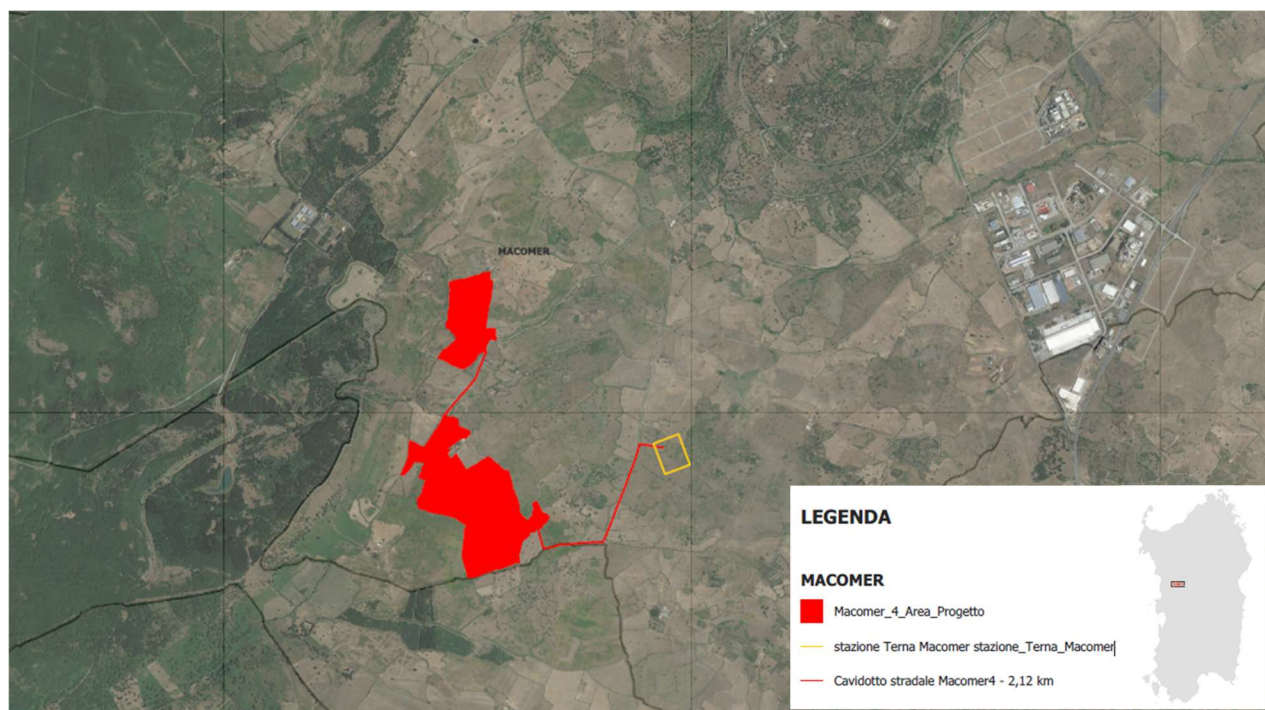 MACOMER
LEGENDA
MACOMER
Macomer_4_Area_Progetto
stazione Terna Macomer stazione_Terna_Macomer
Cavidotto stradale Macomer4 - 2,12 km